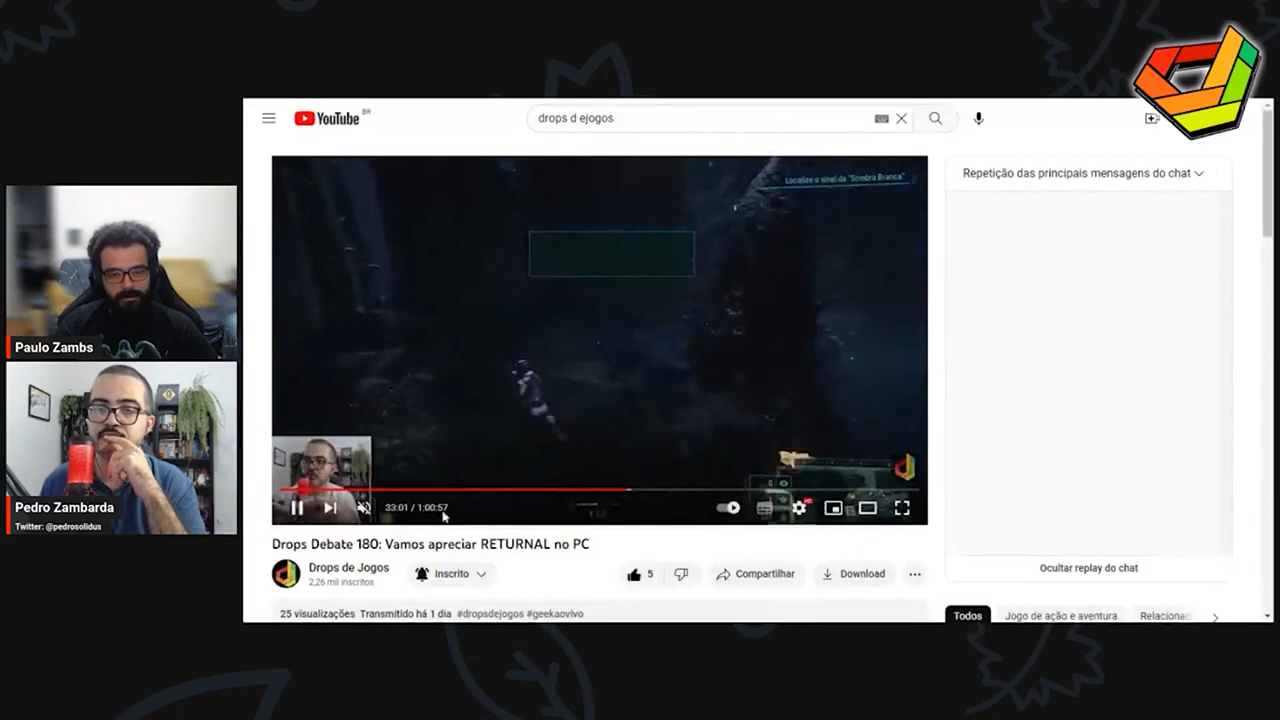 YouTube BR
drops d ejogos
Localize o sinal da "Sombra Branca"
Repetição das principais mensagens do chat
Paulo Zambs
Pedro Zambarda
Twitter: @pedrosolidus
33:01 / 1:00:57
HD
Drops Debate 180: Vamos apreciar RETURNAL no PC
Drops de Jogos
2,26 mil inscritos
Inscrito
5
Compartilhar
Download
Ocultar replay do chat
25 visualizações Transmitido há 1 dia #dropsdejogos #geekaovivo
Todos
Jogo de ação e aventura
Relacionac